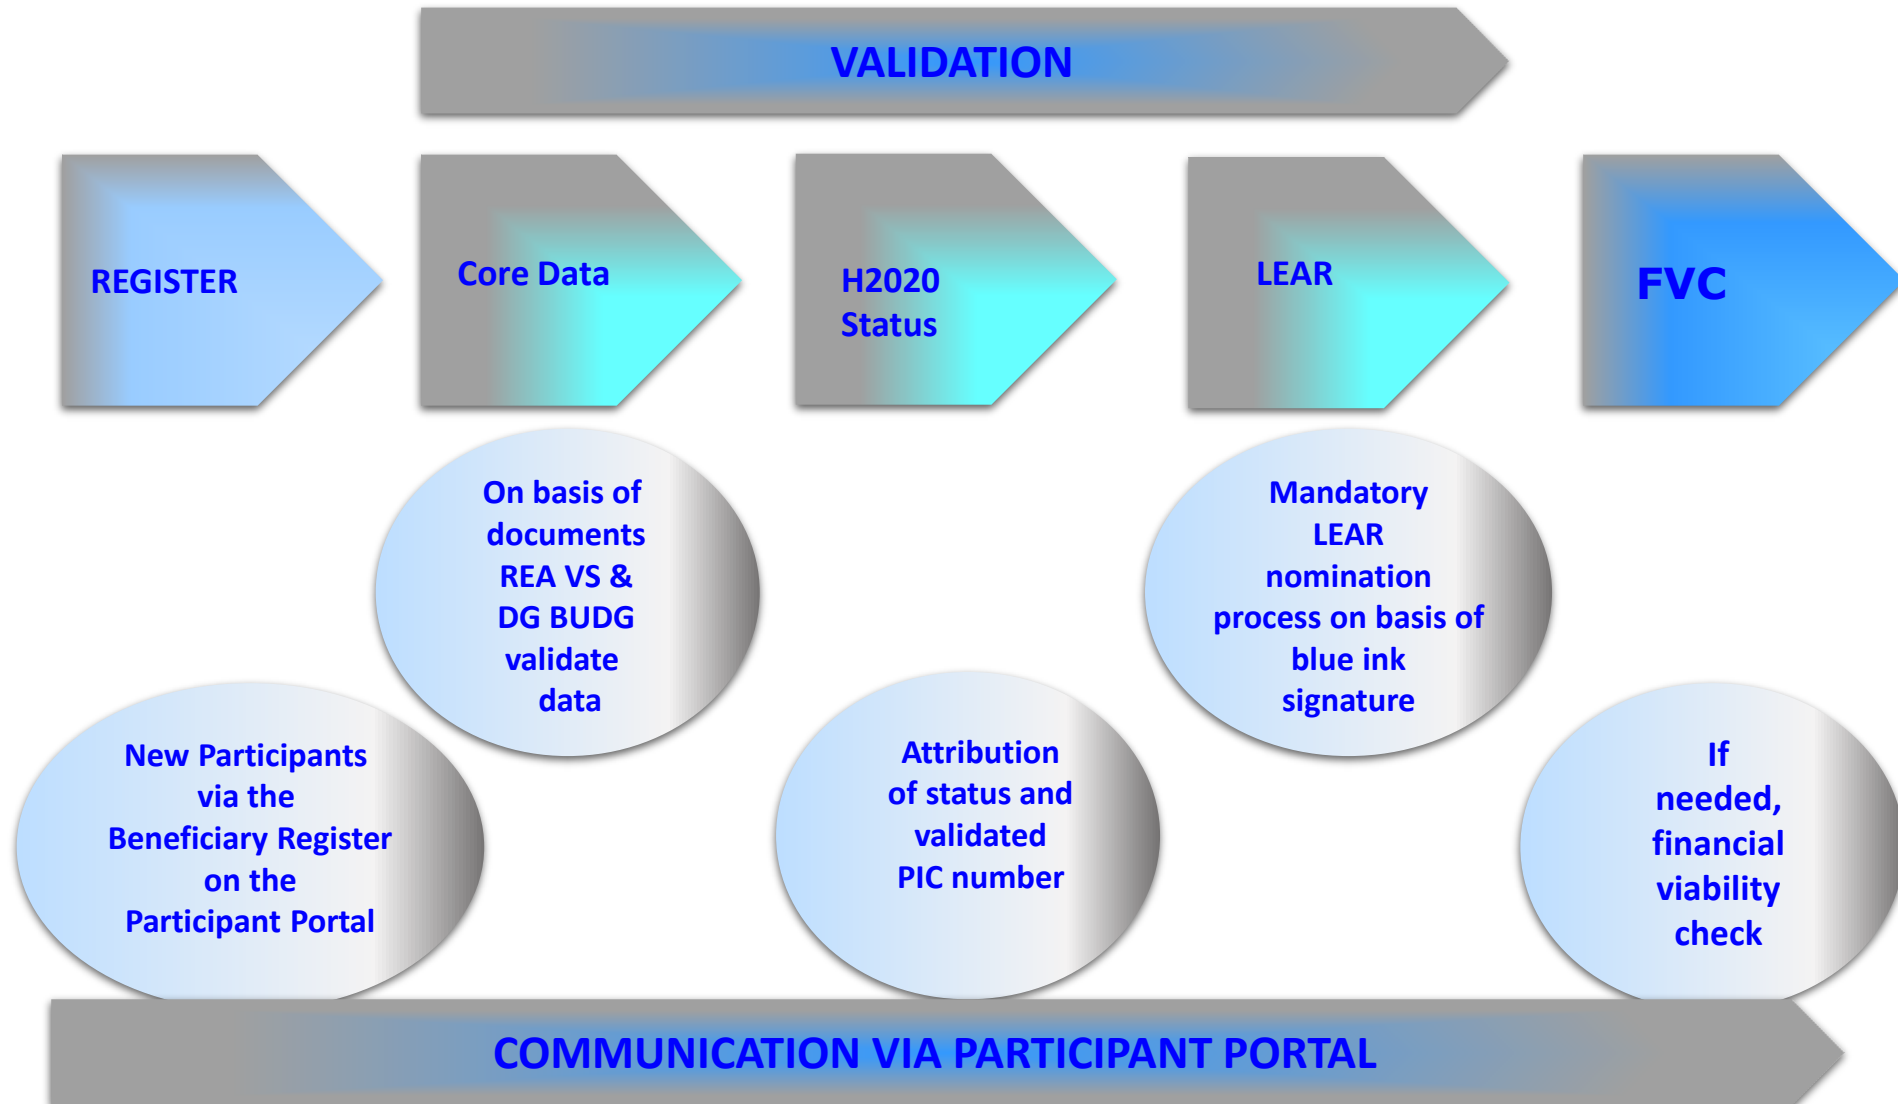 VALIDATION
REGISTER
Core Data
H2020
Status
LEAR
FVC
On basis of
documents
REA VS &
DG BUDG
validate
data
Mandatory
LEAR
nomination
process on basis of
blue ink
signature
New Participants
via the
Beneficiary Register
on the
Participant Portal
Attribution
of status and
validated
PIC number
If
needed,
financial
viability
check
COMMUNICATION VIA PARTICIPANT PORTAL